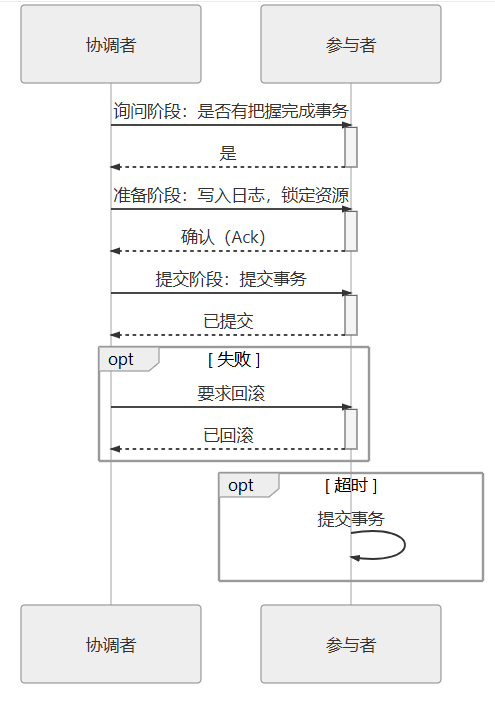 协调者
参与者
询问阶段：是否有把握完成事务
是
准备阶段：写入日志，锁定资源
确认（Ack）
提交阶段：提交事务
已提交
opt
[ 失败 ]
要求回滚
已回滚
opt
[ 超时 ]
提交事务
协调者
参与者